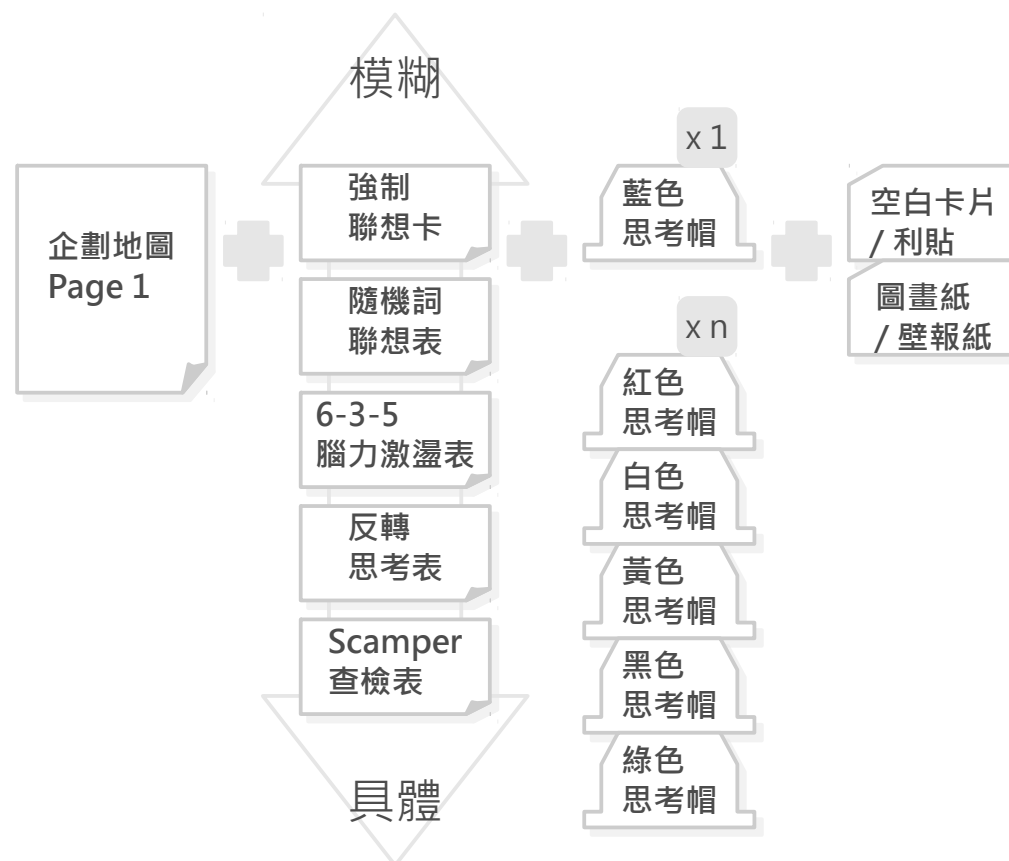 企劃地圖
Page 1
模糊
強制
聯想卡
隨機詞
聯想表
6-3-5
腦力激盪表
反轉
思考表
Scamper
查檢表
具體
x 1
藍色
思考帽
x n
紅色
思考帽
白色
思考帽
黃色
思考帽
黑色
思考帽
綠色
思考帽
空白卡片
/ 利貼
圖畫紙
/ 壁報紙